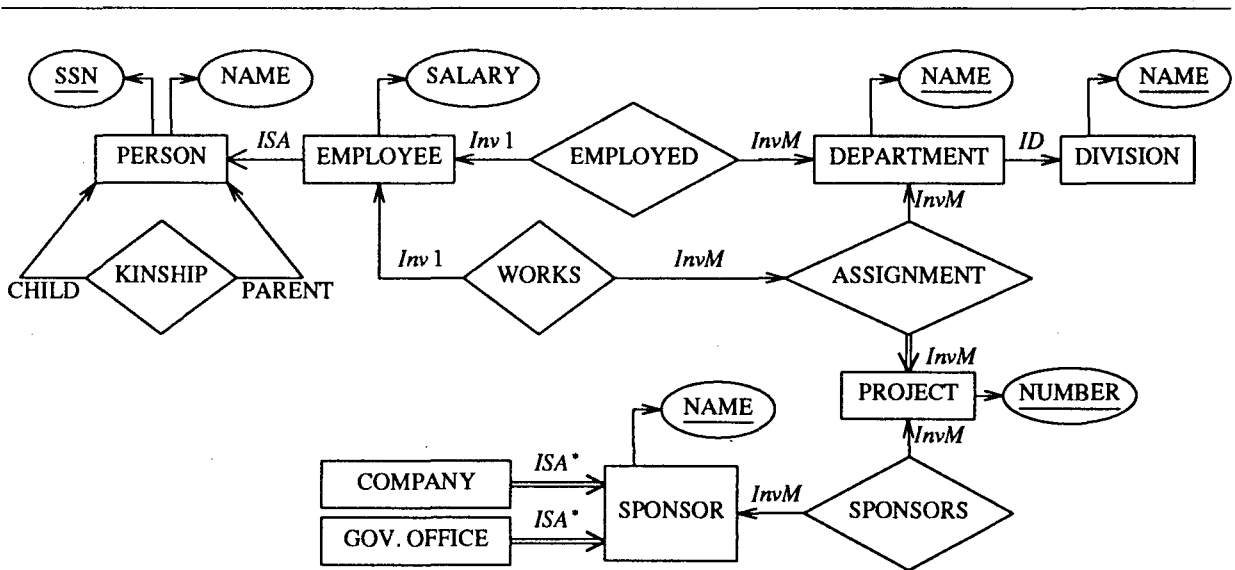 SSN NAME SALARY NAME NAME
PERSON ISA EMPLOYEE Inv 1 EMPLOYED InvM DEPARTMENT ID DIVISION
InvM
CHILD KINSHIP PARENT Inv 1 WORKS InvM ASSIGNMENT
InvM
PROJECT NUMBER
NAME InvM
COMPANY ISA*
SPONSOR InvM SPONSORS
GOV. OFFICE ISA*